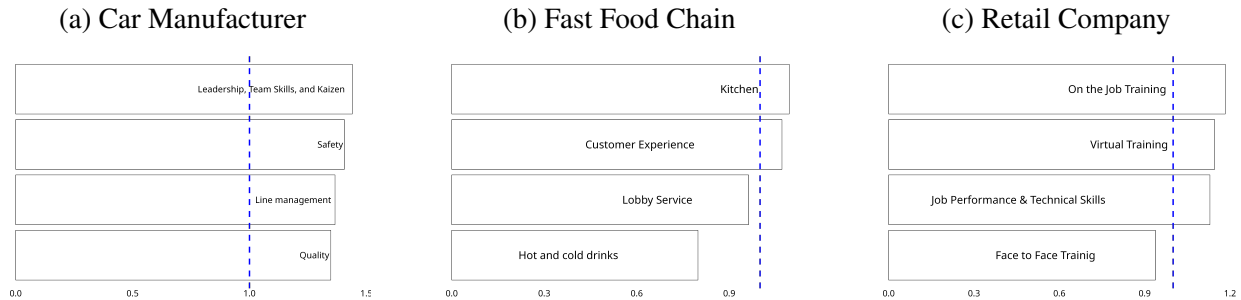 (a) Car Manufacturer
Leadership, Team Skills, and Kaizen
Safety
Line management
Quality
0.0 0.5 1.0 1.5
(b) Fast Food Chain
Kitchen
Customer Experience
Lobby Service
Hot and cold drinks
0.0 0.3 0.6 0.9
(c) Retail Company
On the Job Training
Virtual Training
Job Performance & Technical Skills
Face to Face Trainig
0.0 0.3 0.6 0.9 1.2